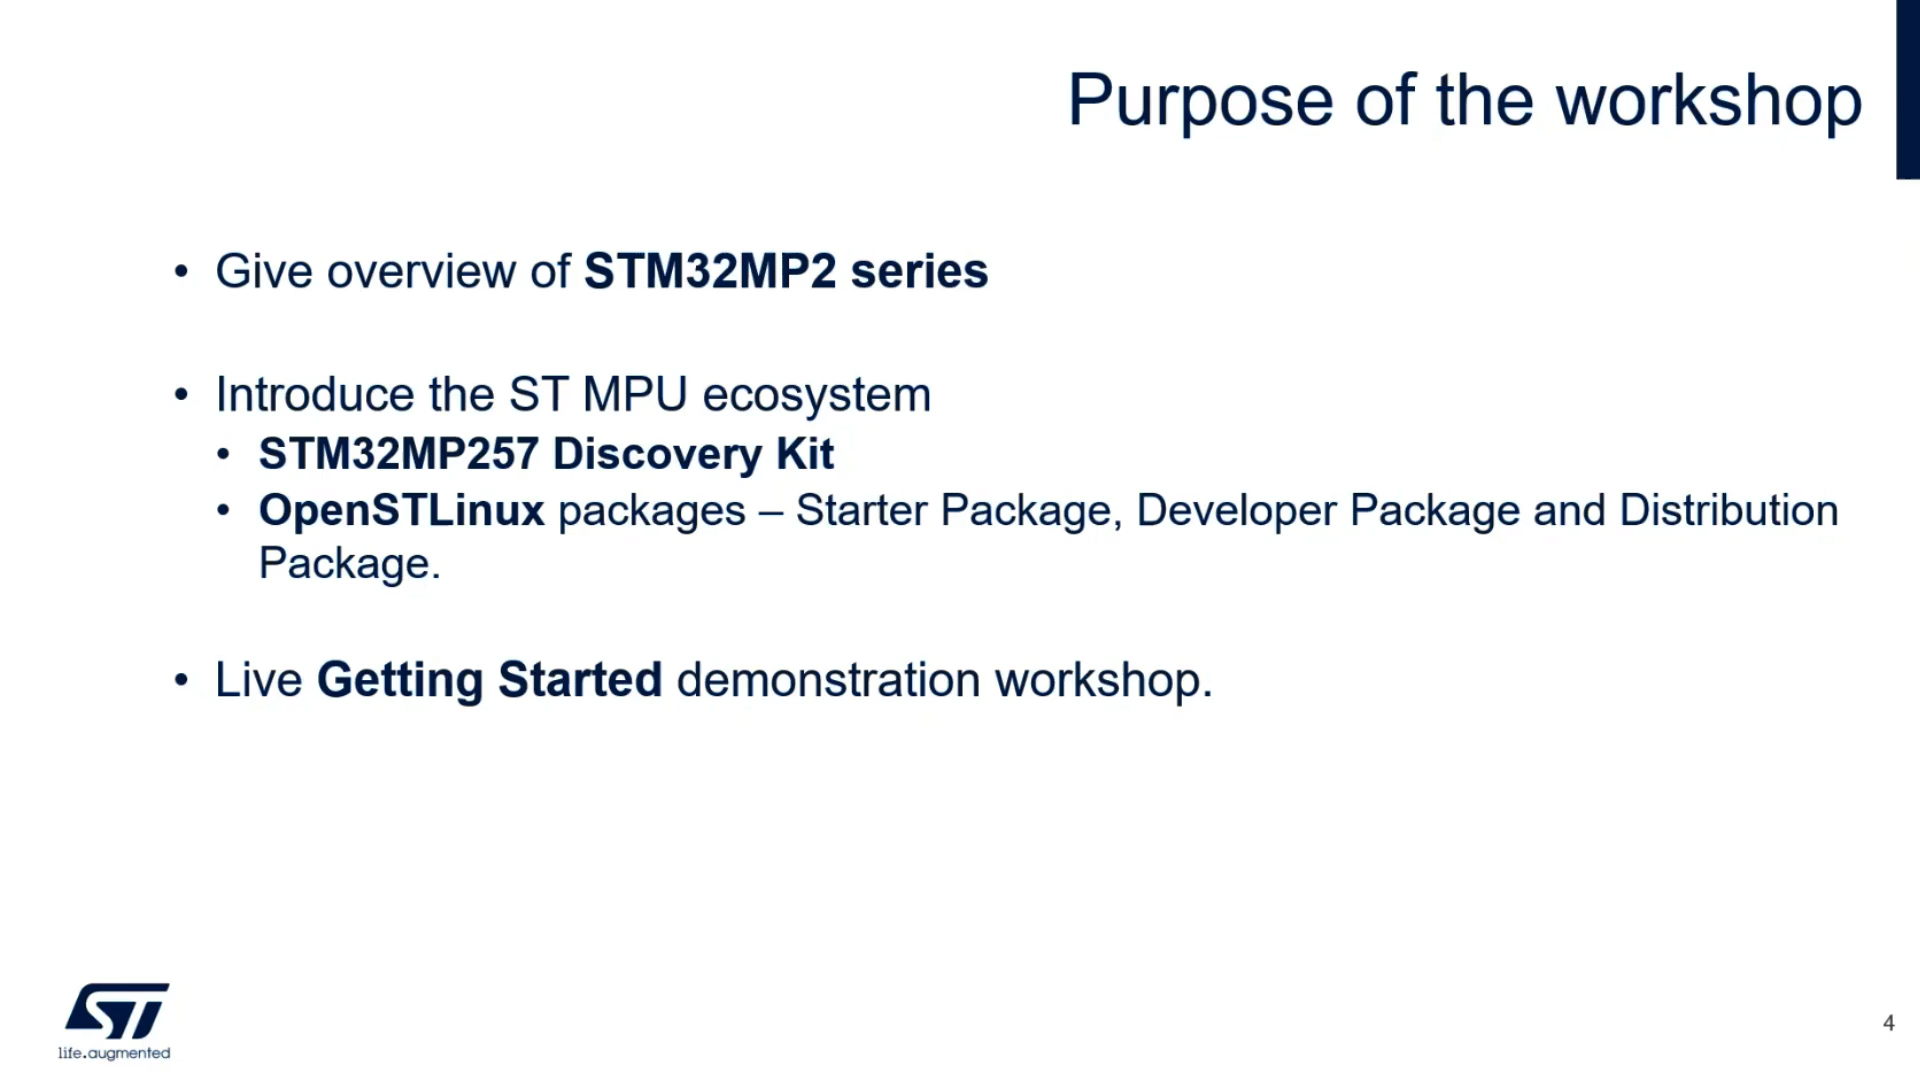 Purpose of the workshop
• Give overview of STM32MP2 series
• Introduce the ST MPU ecosystem
• STM32MP257 Discovery Kit
• OpenSTLinux packages – Starter Package, Developer Package and Distribution
Package.
• Live Getting Started demonstration workshop.
ST
life.augmented
4